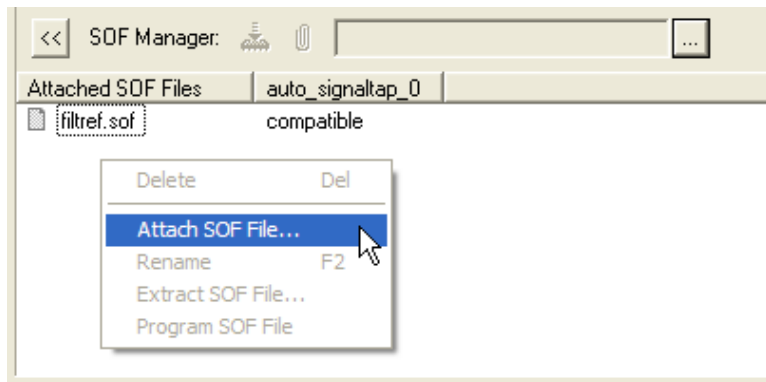 << SOF Manager: ...
Attached SOF Files auto_signaltap_0
filtref.sof compatible
Delete Del
Attach SOF File...
Rename F2
Extract SOF File...
Program SOF File